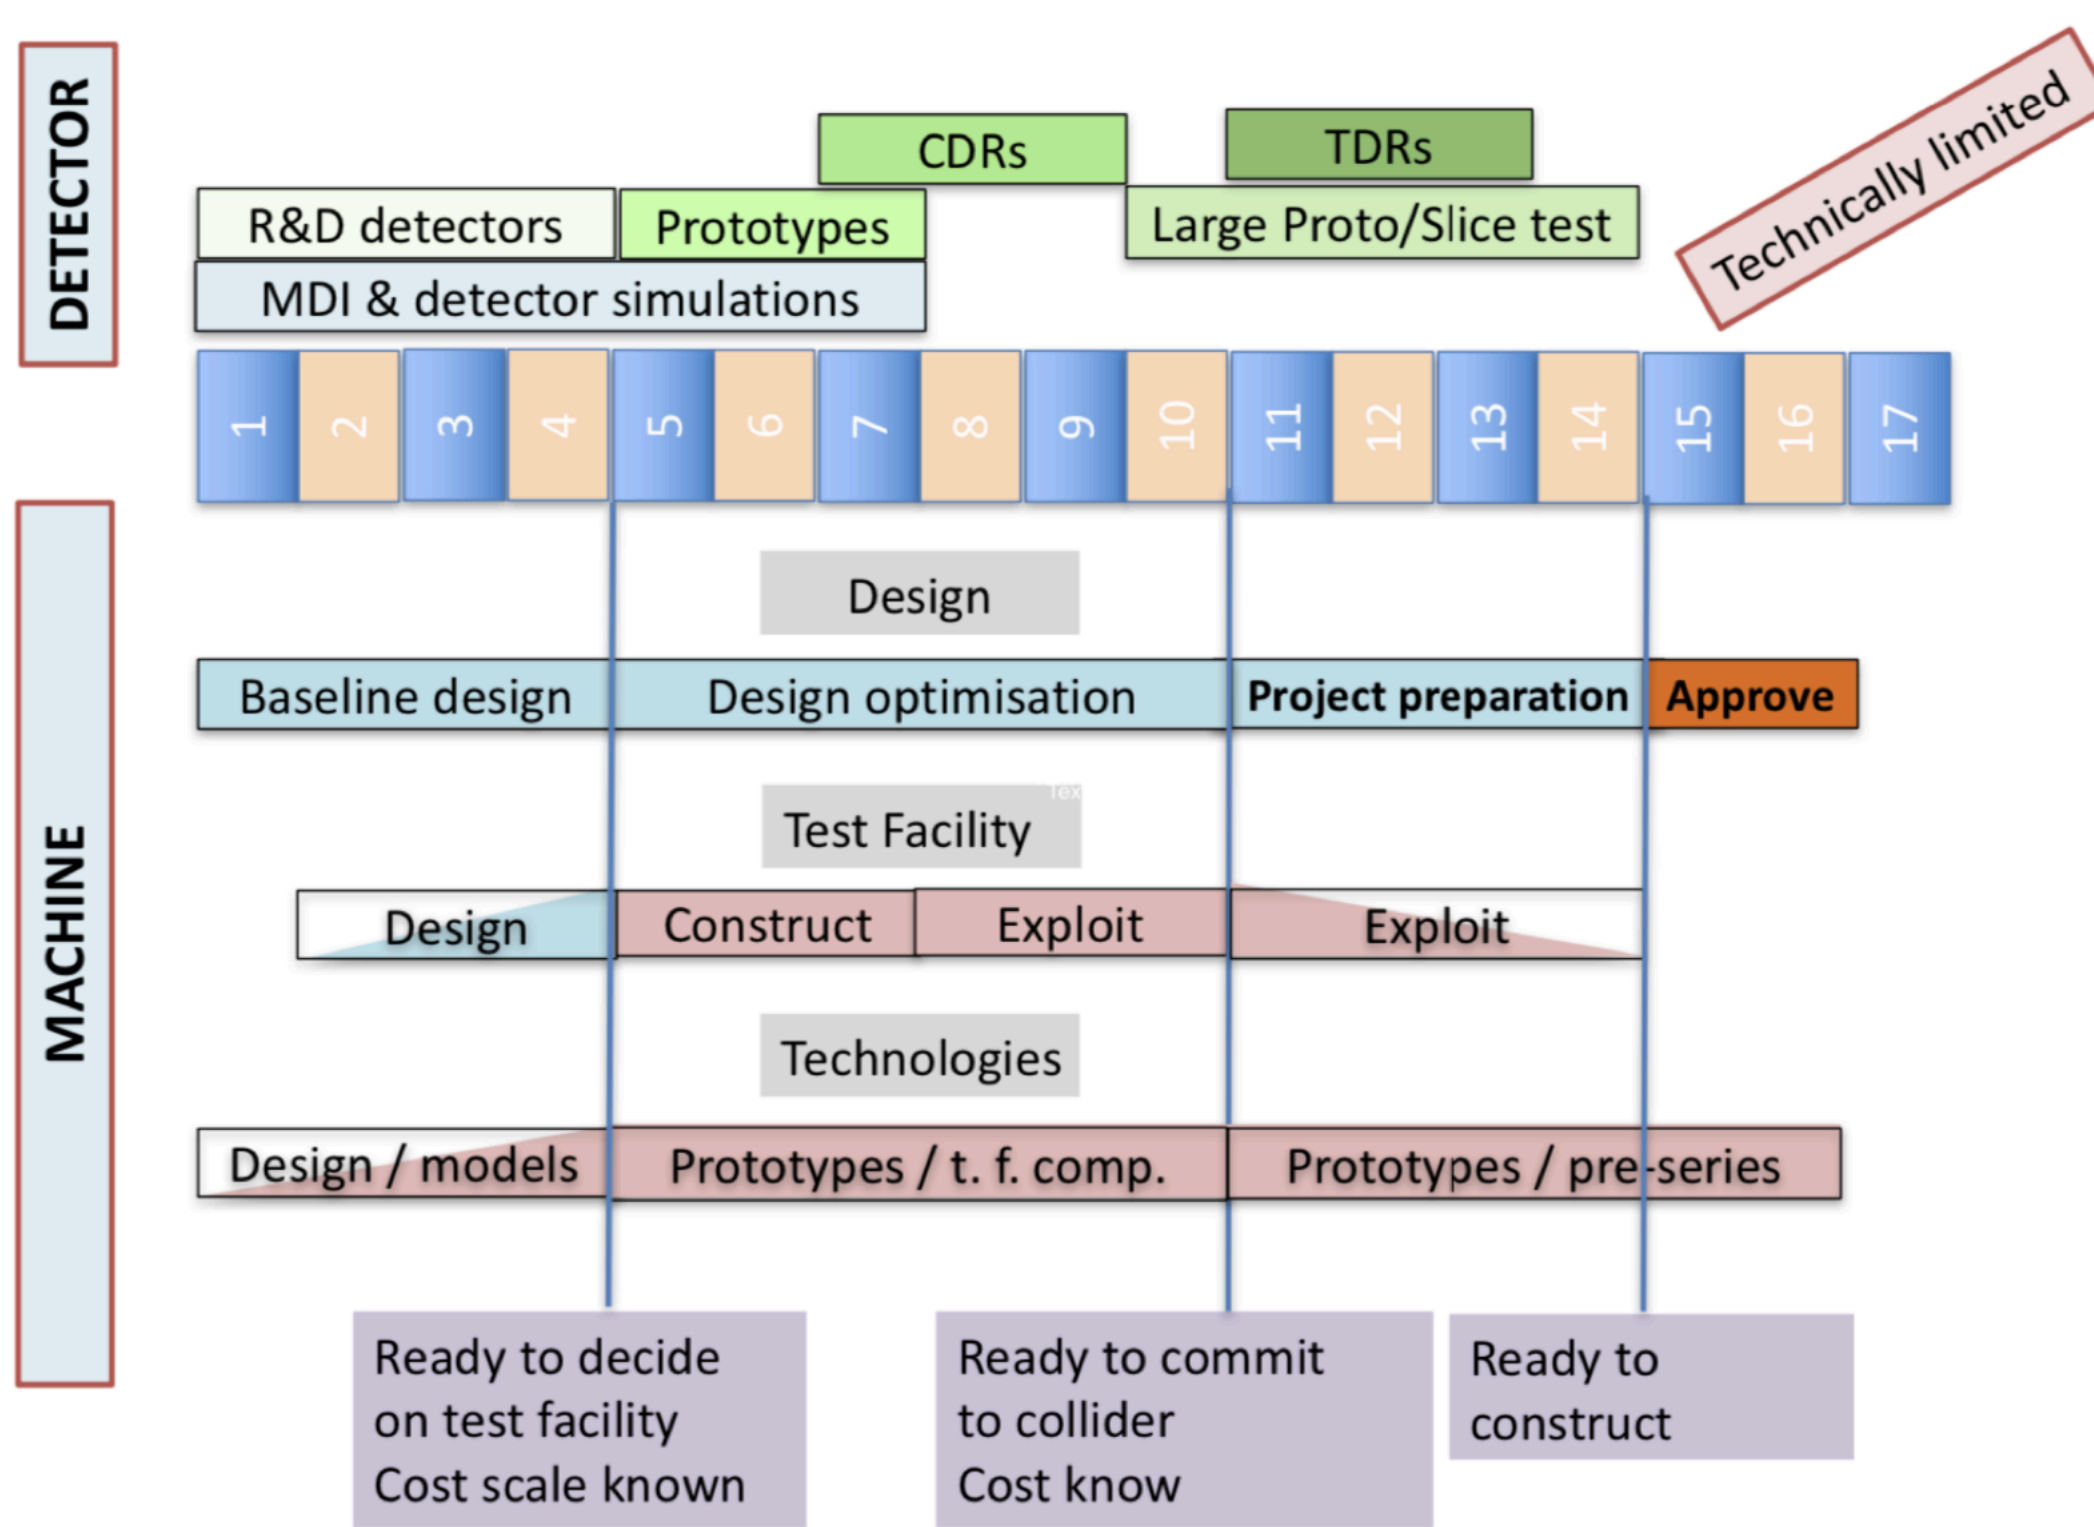 DETECTOR
CDRs
TDRs
Technically limited
R&D detectors
Prototypes
Large Proto/Slice test
MDI & detector simulations
1 2 3 4 5 6 7 8 9 10 11 12 13 14 15 16 17
MACHINE
Design
Baseline design
Design optimisation
Project preparation
Approve
Tex
Test Facility
Design
Construct
Exploit
Exploit
Technologies
Design / models
Prototypes / t. f. comp.
Prototypes / pre-series
Ready to decide
on test facility
Cost scale known
Ready to commit
to collider
Cost know
Ready to
construct